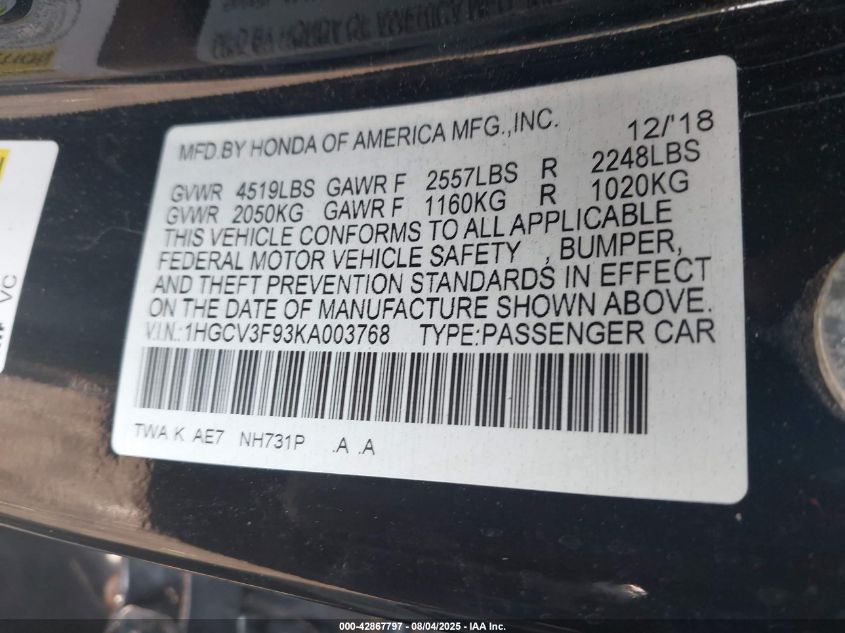 MFD.BY HONDA OF AMERICA MFG.,INC. 12/'18
GVWR 4519LBS GAWR F 2557LBS R 2248LBS
GVWR 2050KG GAWR F 1160KG R 1020KG
THIS VEHICLE CONFORMS TO ALL APPLICABLE
FEDERAL MOTOR VEHICLE SAFETY , BUMPER,
AND THEFT PREVENTION STANDARDS IN EFFECT
ON THE DATE OF MANUFACTURE SHOWN ABOVE.
V.I.N.:1HGCV3F93KA003768 TYPE:PASSENGER CAR
TWA K AE7 NH731P .A .A
VC
000-42867797 - 08/04/2025 - IAA Inc.